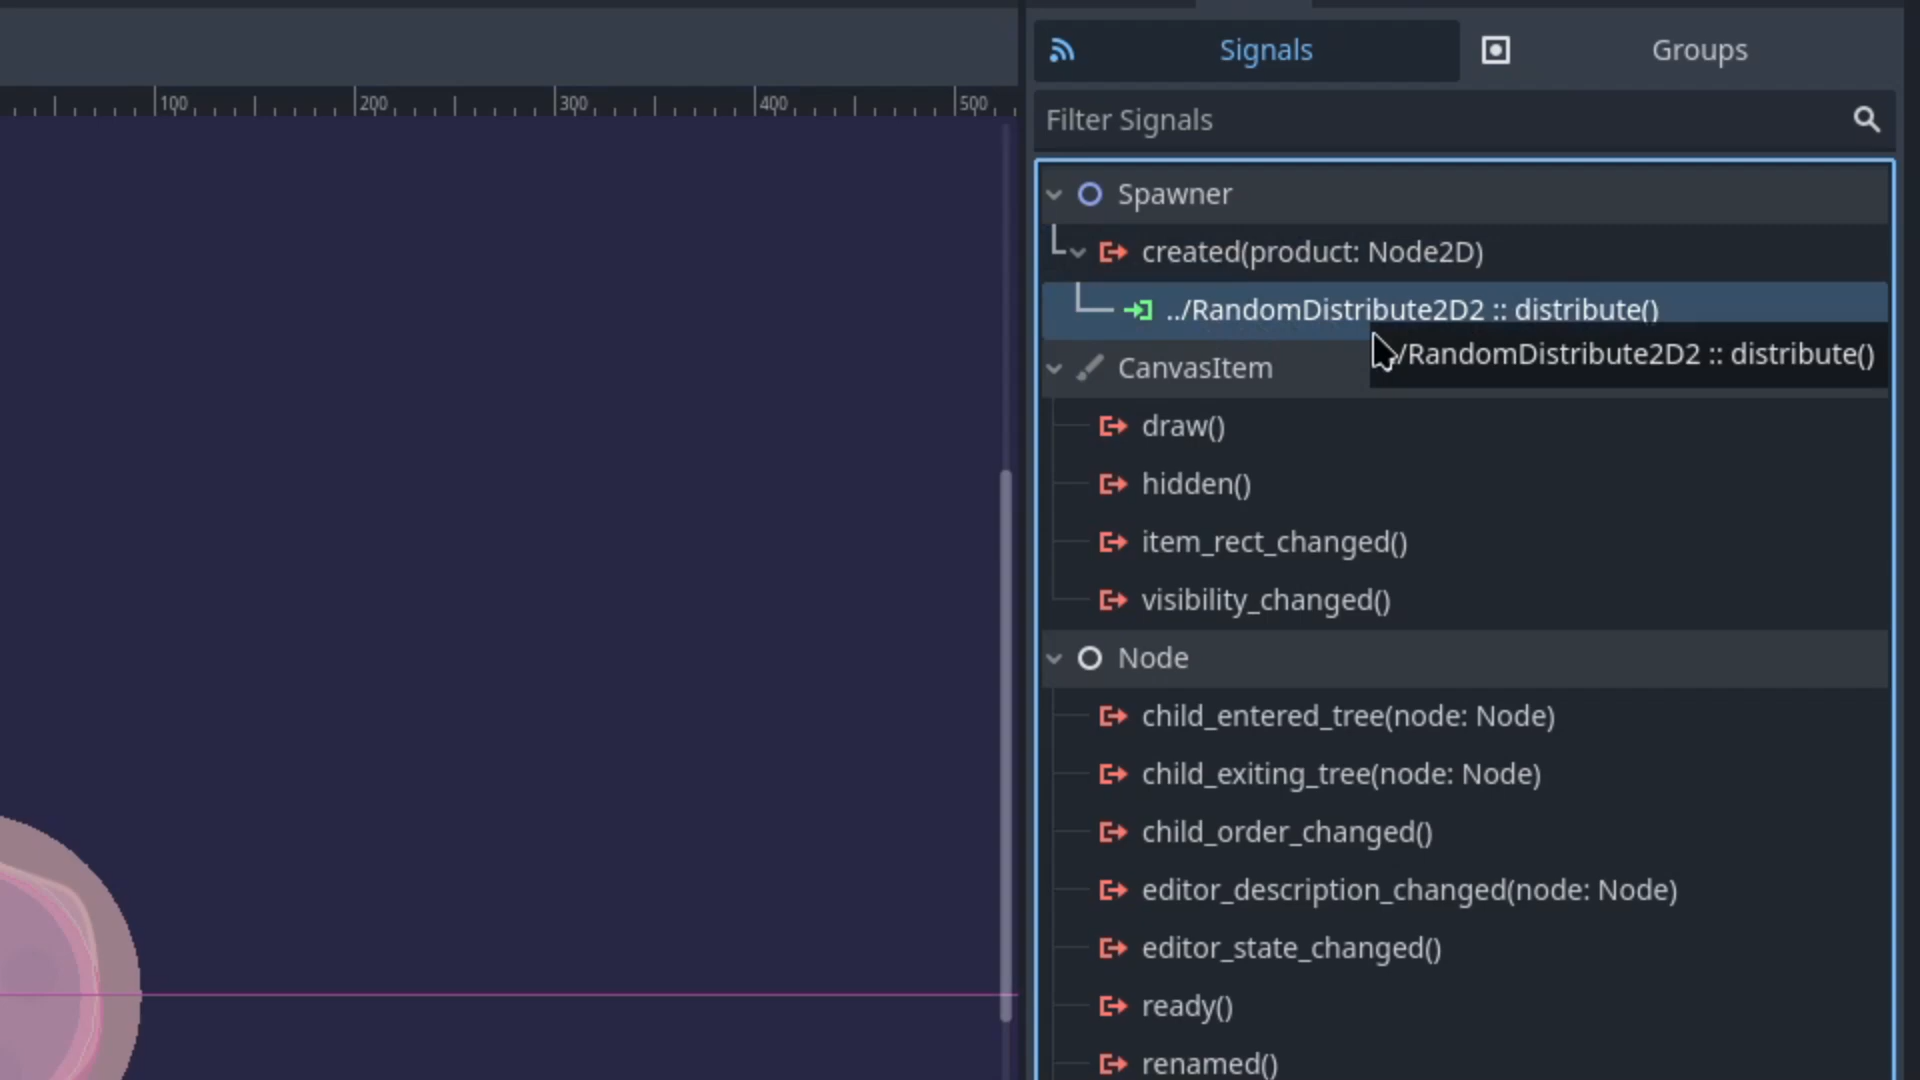 Signals
Groups
100 200 300 400 500
Filter Signals
Spawner
created(product: Node2D)
../RandomDistribute2D2 :: distribute()
/RandomDistribute2D2 :: distribute()
CanvasItem
draw()
hidden()
item_rect_changed()
visibility_changed()
Node
child_entered_tree(node: Node)
child_exiting_tree(node: Node)
child_order_changed()
editor_description_changed(node: Node)
editor_state_changed()
ready()
renamed()